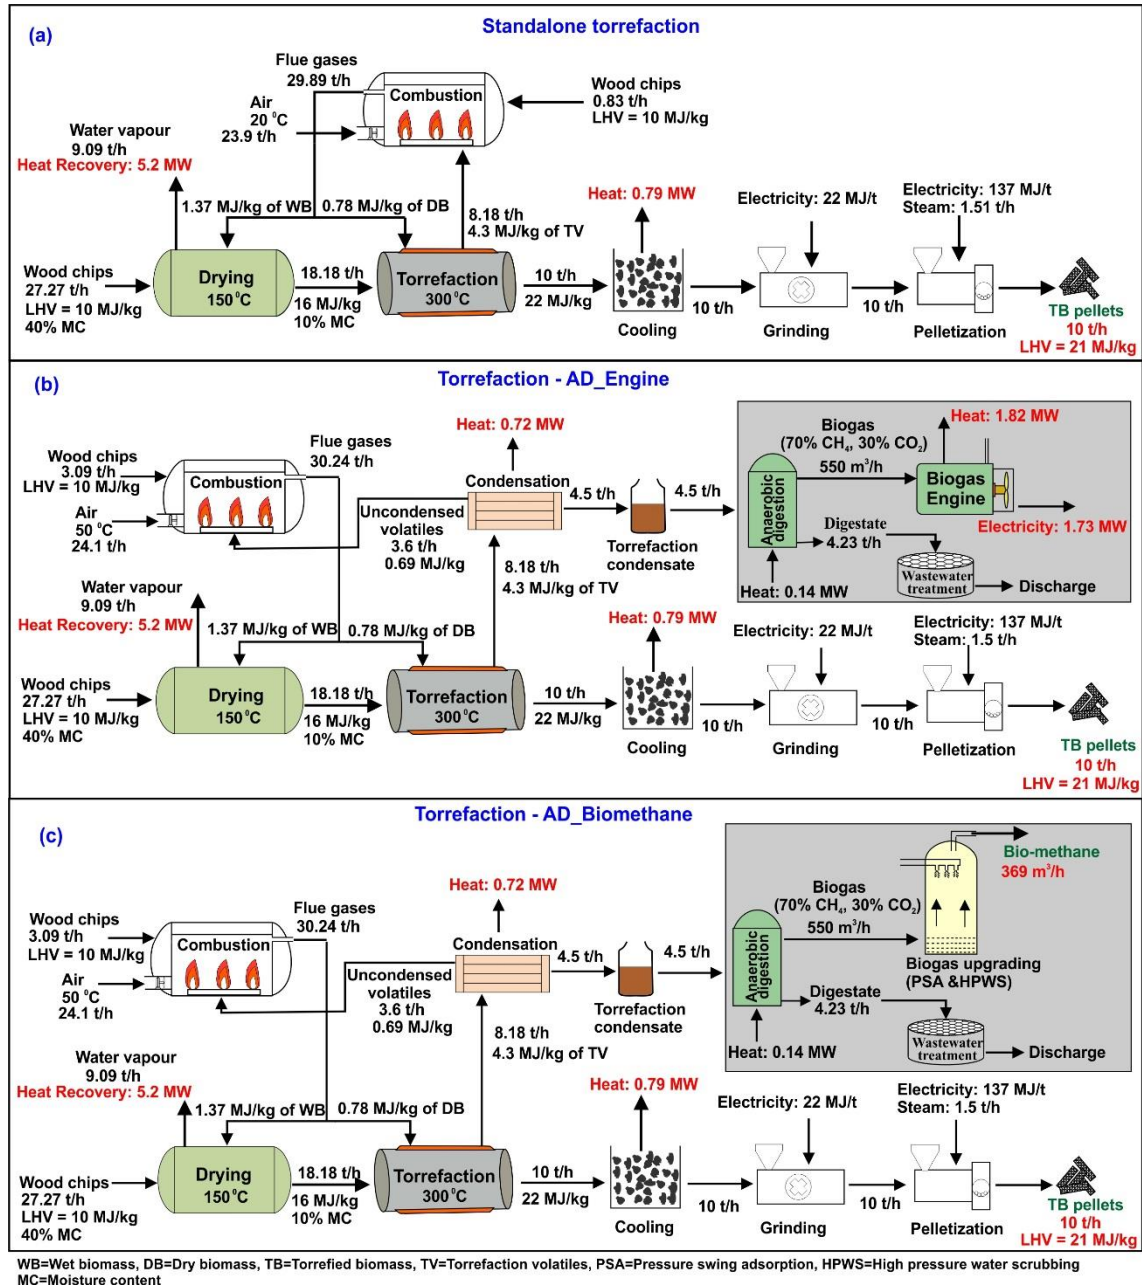 (a)
Standalone torrefaction
Flue gases
29.89 t/h
Combustion
Wood chips
0.83 t/h
LHV = 10 MJ/kg
Air
20 ⁰C
23.9 t/h
Water vapour
9.09 t/h
Heat Recovery: 5.2 MW
1.37 MJ/kg of WB
0.78 MJ/kg of DB
8.18 t/h
4.3 MJ/kg of TV
Heat: 0.79 MW
Electricity: 22 MJ/t
Electricity: 137 MJ/t
Steam: 1.51 t/h
Wood chips
27.27 t/h
LHV = 10 MJ/kg
40% MC
Drying
150⁰C
18.18 t/h
16 MJ/kg
10% MC
Torrefaction
300⁰C
10 t/h
22 MJ/kg
Cooling
10 t/h
Grinding
10 t/h
Pelletization
TB pellets
10 t/h
LHV = 21 MJ/kg
(b)
Torrefaction - AD_Engine
Wood chips
3.09 t/h
LHV = 10 MJ/kg
Air
50 ⁰C
24.1 t/h
Combustion
Flue gases
30.24 t/h
Heat: 0.72 MW
Condensation
Uncondensed
volatiles
3.6 t/h
0.69 MJ/kg
4.5 t/h
Torrefaction
condensate
4.5 t/h
8.18 t/h
4.3 MJ/kg of TV
Anaerobic
digestion
Biogas
(70% CH₄, 30% CO₂)
550 m³/h
Heat: 1.82 MW
Biogas
Engine
Electricity: 1.73 MW
Digestate
4.23 t/h
Heat: 0.14 MW
Wastewater
treatment
Discharge
Water vapour
9.09 t/h
Heat Recovery: 5.2 MW
1.37 MJ/kg of WB
0.78 MJ/kg of DB
Heat: 0.79 MW
Electricity: 22 MJ/t
Electricity: 137 MJ/t
Steam: 1.5 t/h
Wood chips
27.27 t/h
LHV = 10 MJ/kg
40% MC
Drying
150⁰C
18.18 t/h
16 MJ/kg
10% MC
Torrefaction
300⁰C
10 t/h
22 MJ/kg
Cooling
10 t/h
Grinding
10 t/h
Pelletization
TB pellets
10 t/h
LHV = 21 MJ/kg
(c)
Torrefaction - AD_Biomethane
Wood chips
3.09 t/h
LHV = 10 MJ/kg
Air
50 ⁰C
24.1 t/h
Combustion
Flue gases
30.24 t/h
Heat: 0.72 MW
Condensation
Uncondensed
volatiles
3.6 t/h
0.69 MJ/kg
4.5 t/h
Torrefaction
condensate
4.5 t/h
8.18 t/h
4.3 MJ/kg of TV
Anaerobic
digestion
Biogas
(70% CH₄, 30% CO₂)
550 m³/h
Bio-methane
369 m³/h
Biogas upgrading
(PSA &HPWS)
Digestate
4.23 t/h
Heat: 0.14 MW
Wastewater
treatment
Discharge
Water vapour
9.09 t/h
Heat Recovery: 5.2 MW
1.37 MJ/kg of WB
0.78 MJ/kg of DB
Heat: 0.79 MW
Electricity: 22 MJ/t
Electricity: 137 MJ/t
Steam: 1.5 t/h
Wood chips
27.27 t/h
LHV = 10 MJ/kg
40% MC
Drying
150⁰C
18.18 t/h
16 MJ/kg
10% MC
Torrefaction
300⁰C
10 t/h
22 MJ/kg
Cooling
10 t/h
Grinding
10 t/h
Pelletization
TB pellets
10 t/h
LHV = 21 MJ/kg
WB=Wet biomass, DB=Dry biomass, TB=Torrefied biomass, TV=Torrefaction volatiles, PSA=Pressure swing adsorption, HPWS=High pressure water scrubbing
MC=Moisture content